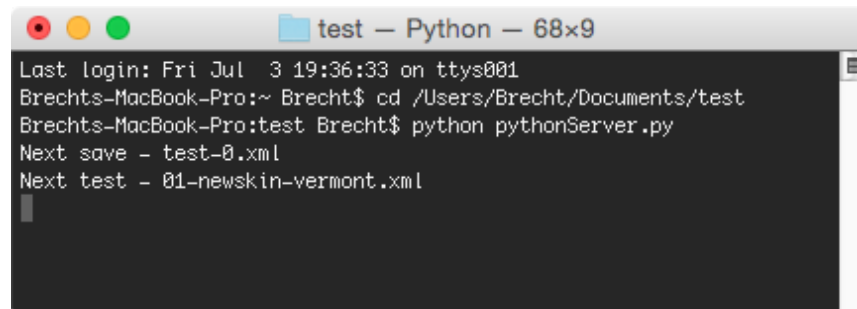 test — Python — 68×9
Last login: Fri Jul  3 19:36:33 on ttys001
Brechts-MacBook-Pro:~ Brecht$ cd /Users/Brecht/Documents/test
Brechts-MacBook-Pro:test Brecht$ python pythonServer.py
Next save - test-0.xml
Next test - 01-newskin-vermont.xml